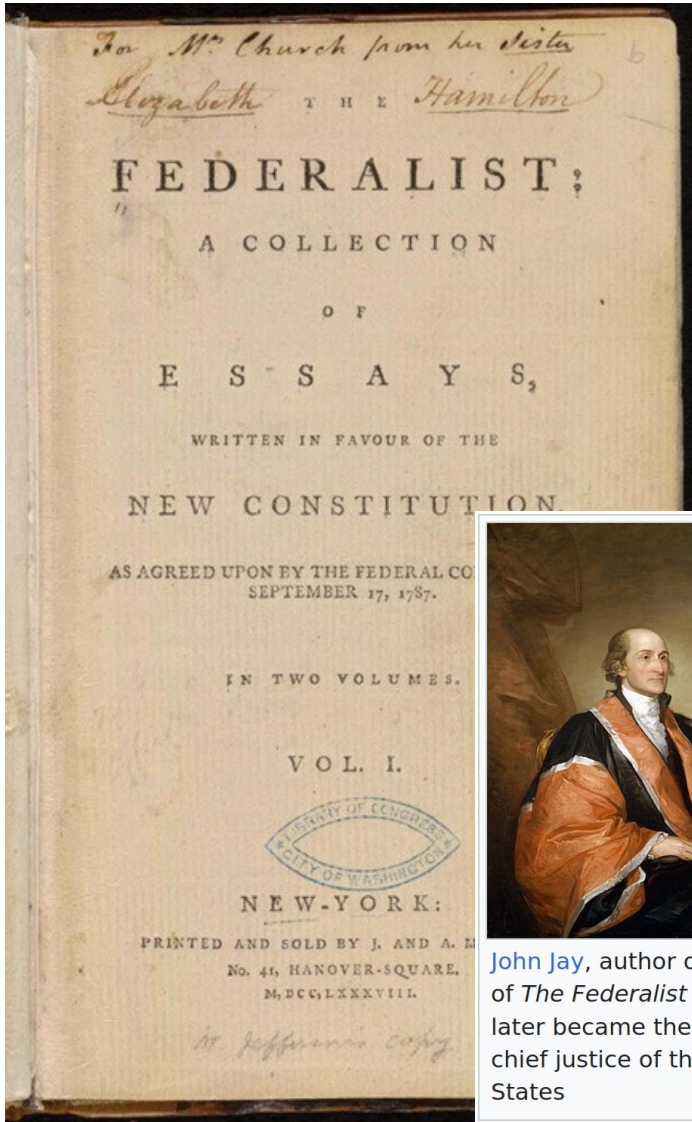 For Mrs. Church from her Sister
Elizabeth Hamilton
THE
FEDERALIST:
A COLLECTION
OF
ESSAYS,
WRITTEN IN FAVOUR OF THE
NEW CONSTITUTION,
AS AGREED UPON BY THE FEDERAL CO
SEPTEMBER 17, 1787.
IN TWO VOLUMES.
VOL. I.
LIBRARY OF CONGRESS
CITY OF WASHINGTON
NEW-YORK:
PRINTED AND SOLD BY J. AND A. M
No. 41, HANOVER-SQUARE.
M,DCC,LXXXVIII.
Jefferson's copy
John Jay, author o
of The Federalist
later became the
chief justice of th
States